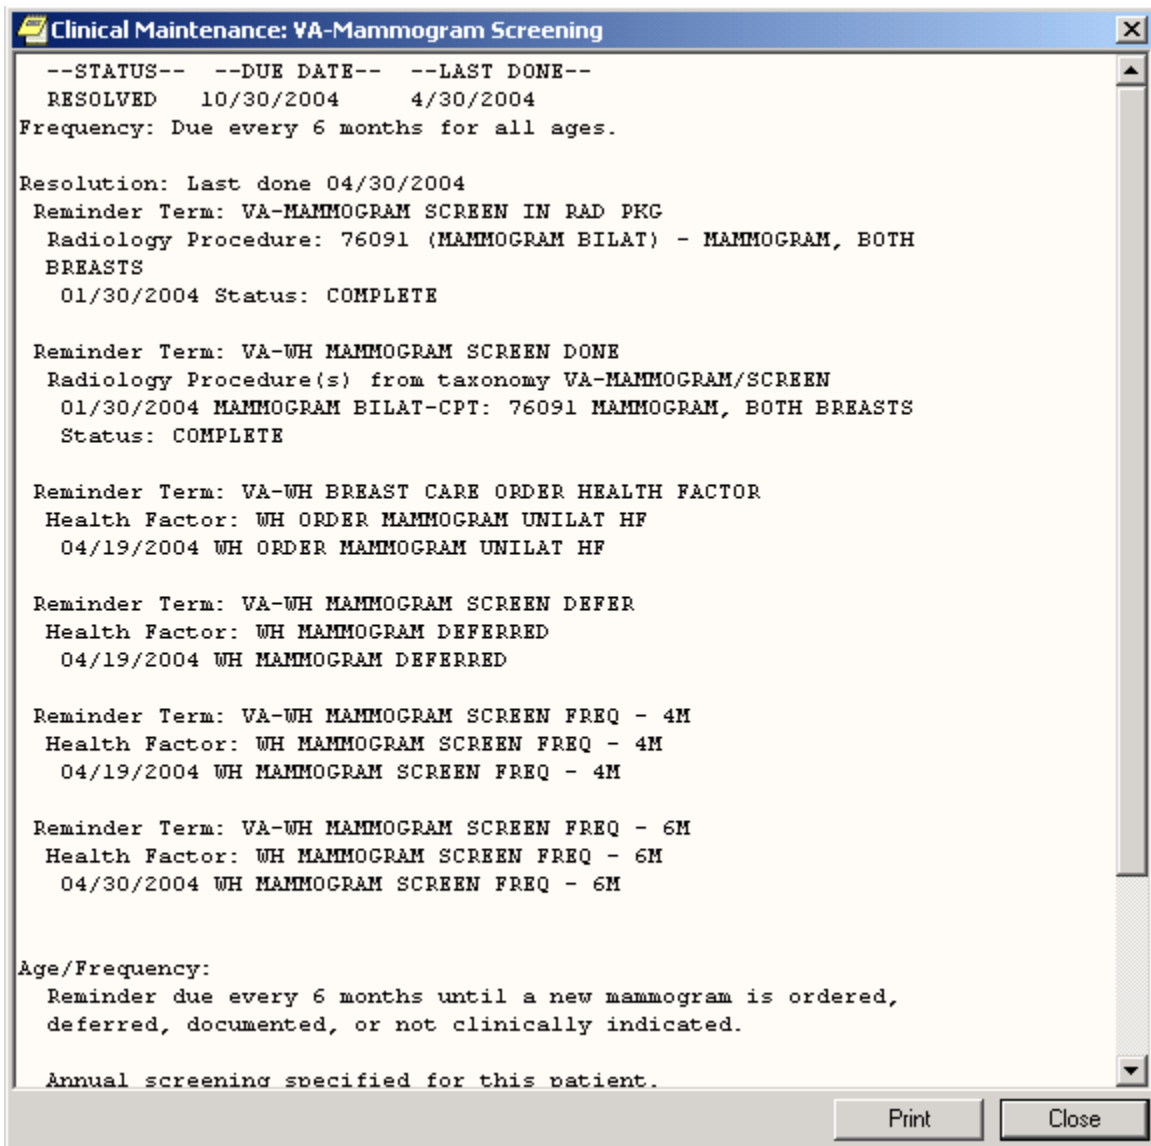 Clinical Maintenance: VA-Mammogram Screening
--STATUS-- --DUE DATE-- --LAST DONE--
RESOLVED 10/30/2004 4/30/2004
Frequency: Due every 6 months for all ages.
Resolution: Last done 04/30/2004
Reminder Term: VA-MAMMOGRAM SCREEN IN RAD PKG
Radiology Procedure: 76091 (MAMMOGRAM BILAT) - MAMMOGRAM, BOTH
BREASTS
01/30/2004 Status: COMPLETE
Reminder Term: VA-WH MAMMOGRAM SCREEN DONE
Radiology Procedure(s) from taxonomy VA-MAMMOGRAM/SCREEN
01/30/2004 MAMMOGRAM BILAT-CPT: 76091 MAMMOGRAM, BOTH BREASTS
Status: COMPLETE
Reminder Term: VA-WH BREAST CARE ORDER HEALTH FACTOR
Health Factor: WH ORDER MAMMOGRAM UNILAT HF
04/19/2004 WH ORDER MAMMOGRAM UNILAT HF
Reminder Term: VA-WH MAMMOGRAM SCREEN DEFER
Health Factor: WH MAMMOGRAM DEFERRED
04/19/2004 WH MAMMOGRAM DEFERRED
Reminder Term: VA-WH MAMMOGRAM SCREEN FREQ - 4M
Health Factor: WH MAMMOGRAM SCREEN FREQ - 4M
04/19/2004 WH MAMMOGRAM SCREEN FREQ - 4M
Reminder Term: VA-WH MAMMOGRAM SCREEN FREQ - 6M
Health Factor: WH MAMMOGRAM SCREEN FREQ - 6M
04/30/2004 WH MAMMOGRAM SCREEN FREQ - 6M
Age/Frequency:
Reminder due every 6 months until a new mammogram is ordered,
deferred, documented, or not clinically indicated.
Annual screening specified for this patient.
Print Close